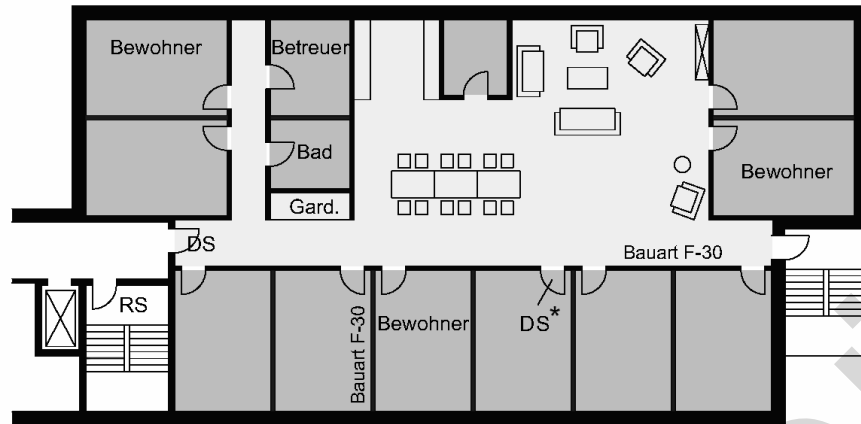 Bewohner
Betreuer
Bad
Bewohner
Gard.
DS
Bauart F-30
RS
Bauart F-30
Bewohner
DS*